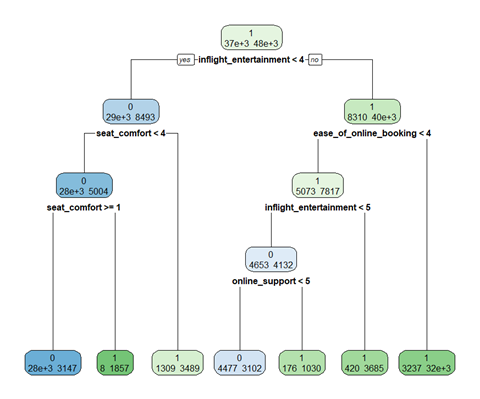 1
37e+3 48e+3
yes inflight_entertainment < 4 no
0
29e+3 8493
1
8310 40e+3
seat_comfort < 4
ease_of_online_booking < 4
0
28e+3 5004
1
5073 7817
seat_comfort >= 1
inflight_entertainment < 5
0
4653 4132
online_support < 5
0
28e+3 3147
1
8 1857
1
1309 3489
0
4477 3102
1
176 1030
1
420 3685
1
3237 32e+3